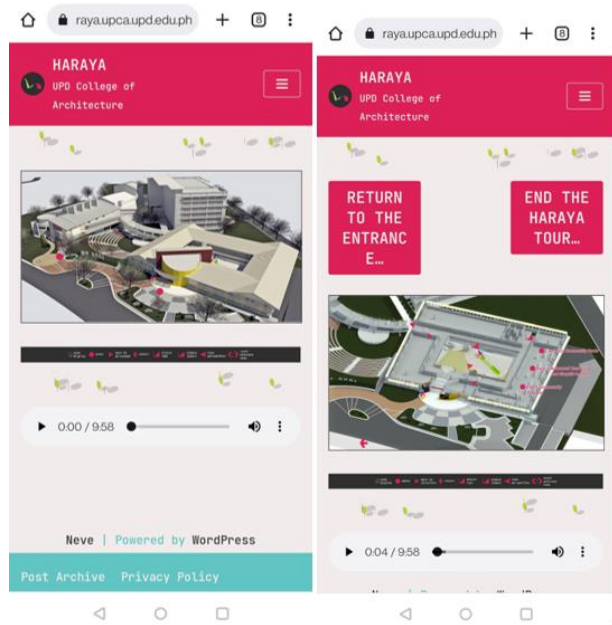 raya.upca.upd.edu.ph
8
HARAYA
UPD College of
Architecture
0:00 / 9:58
Neve | Powered by WordPress
Post Archive Privacy Policy
raya.upca.upd.edu.ph
8
HARAYA
UPD College of
Architecture
RETURN
TO THE
ENTRANC
E…
END THE
HARAYA
TOUR…
0:04 / 9:58